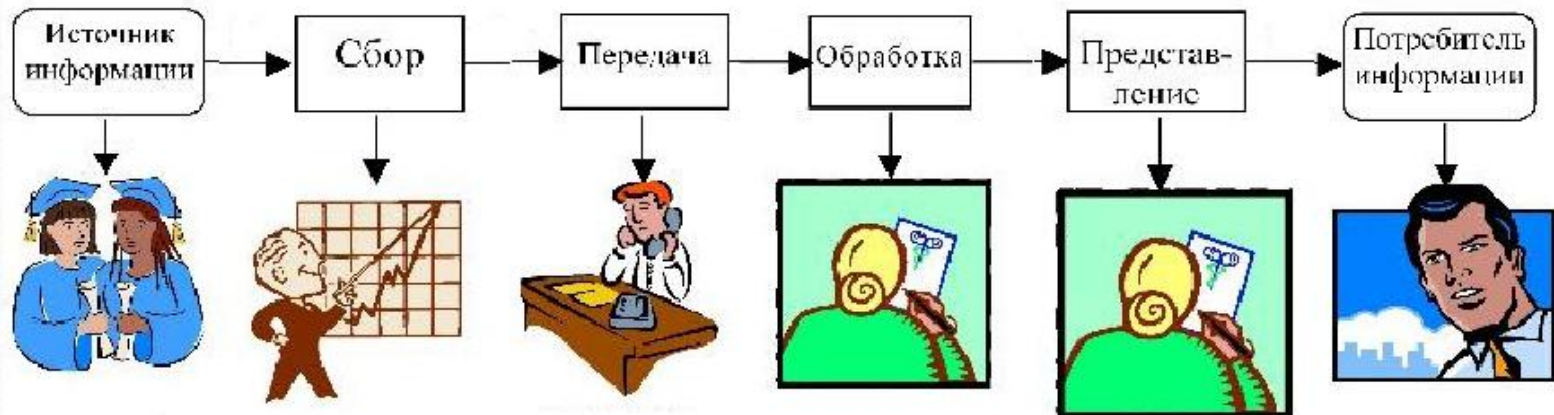 Источник
информации
Сбор
Передача
Обработка
Представ-
ление
Потребитель
информации